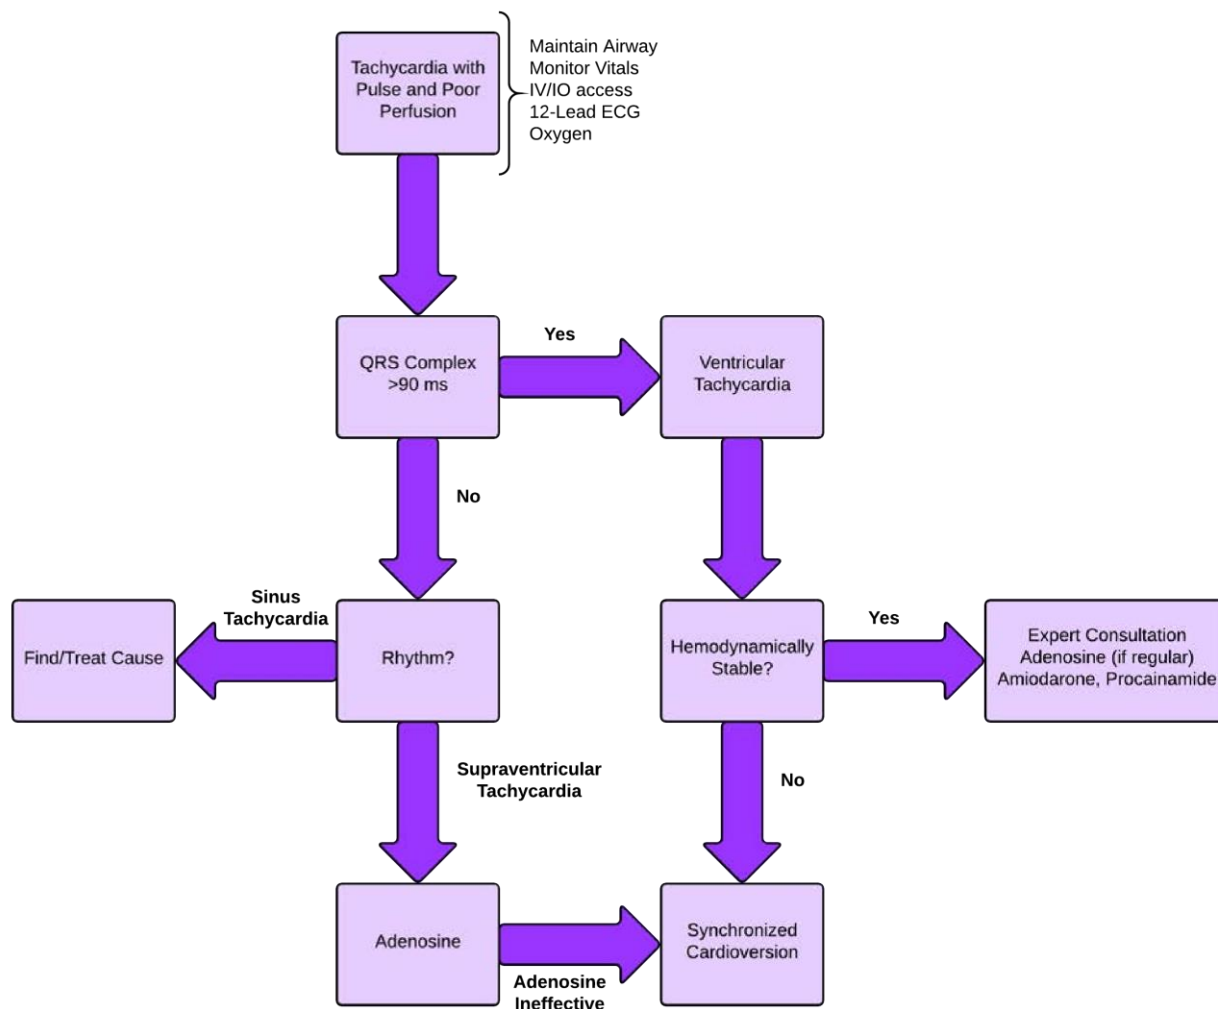 Tachycardia with
Pulse and Poor
Perfusion
Maintain Airway
Monitor Vitals
IV/IO access
12-Lead ECG
Oxygen
QRS Complex
>90 ms
Yes
Ventricular
Tachycardia
No
Sinus
Tachycardia
Find/Treat Cause
Rhythm?
Hemodynamically
Stable?
Yes
Expert Consultation
Adenosine (if regular)
Amiodarone, Procainamide
Supraventricular
Tachycardia
No
Adenosine
Adenosine
Ineffective
Synchronized
Cardioversion